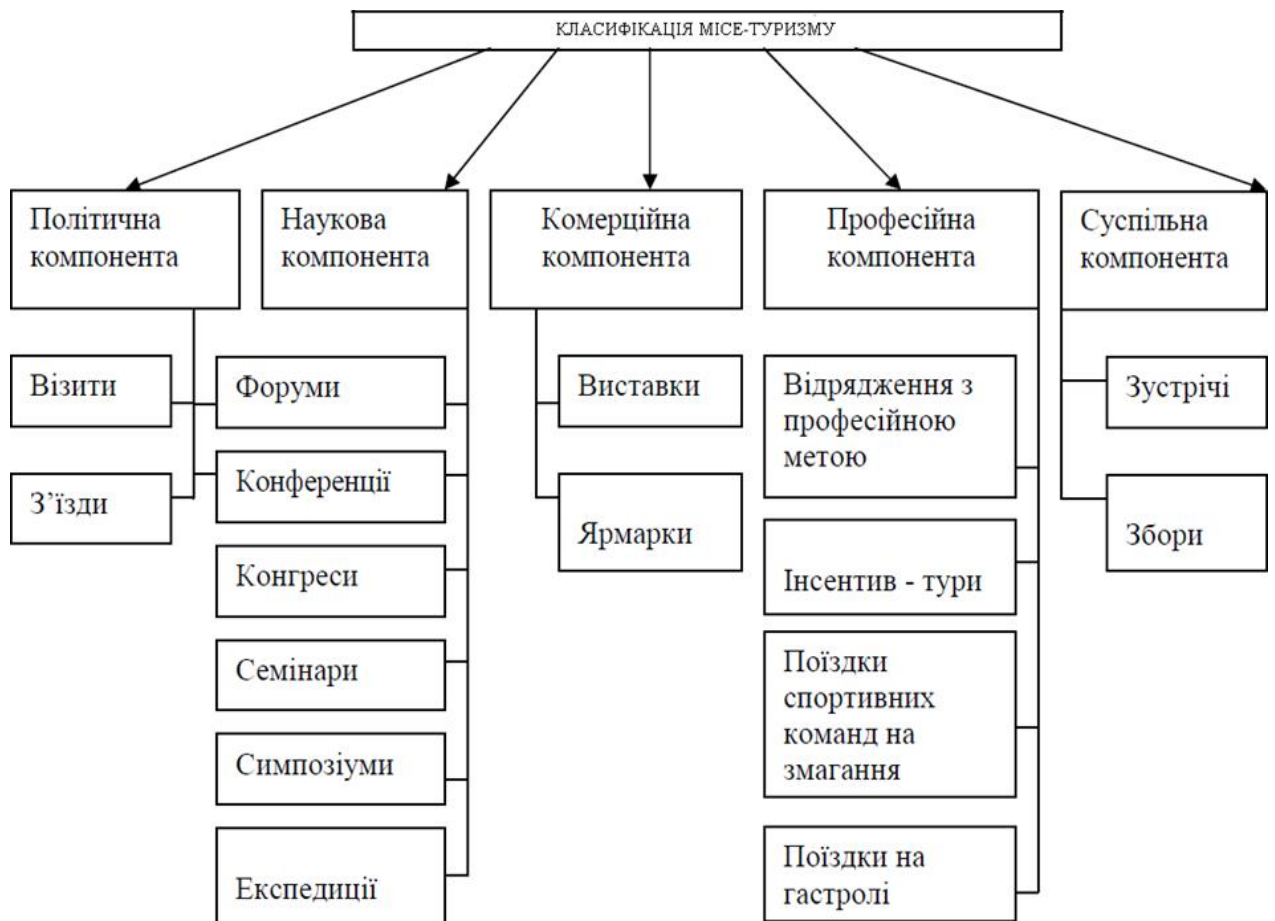 КЛАСИФІКАЦІЯ МІСЕ-ТУРИЗМУ
Політична
компонента
Наукова
компонента
Комерційна
компонента
Професійна
компонента
Суспільна
компонента
Візити
З’їзди
Форуми
Конференції
Конгреси
Семінари
Симпозіуми
Експедиції
Виставки
Ярмарки
Відрядження з
професійною
метою
Інсентив - тури
Поїздки
спортивних
команд на
змагання
Поїздки на
гастролі
Зустрічі
Збори